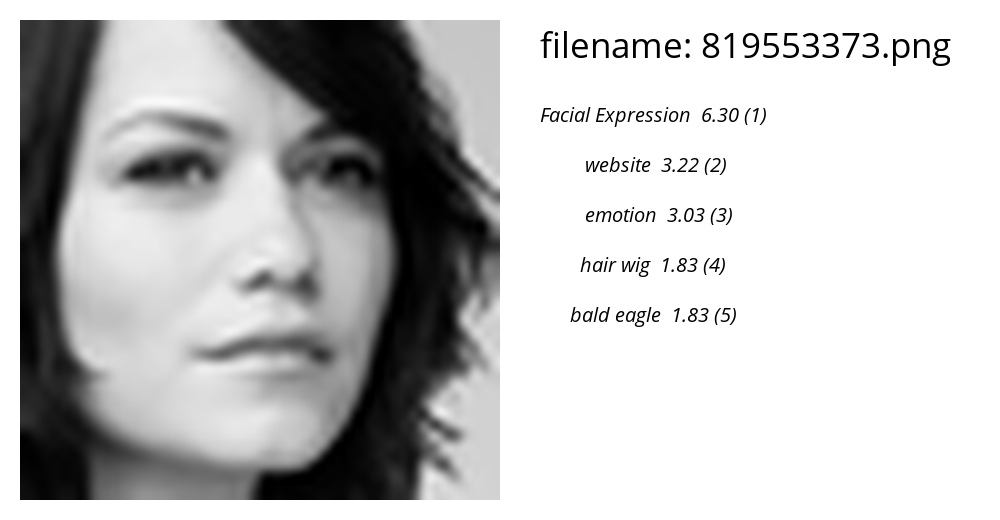 filename: 819553373.png
Facial Expression 6.30 (1)
website 3.22 (2)
emotion 3.03 (3)
hair wig 1.83 (4)
bald eagle 1.83 (5)